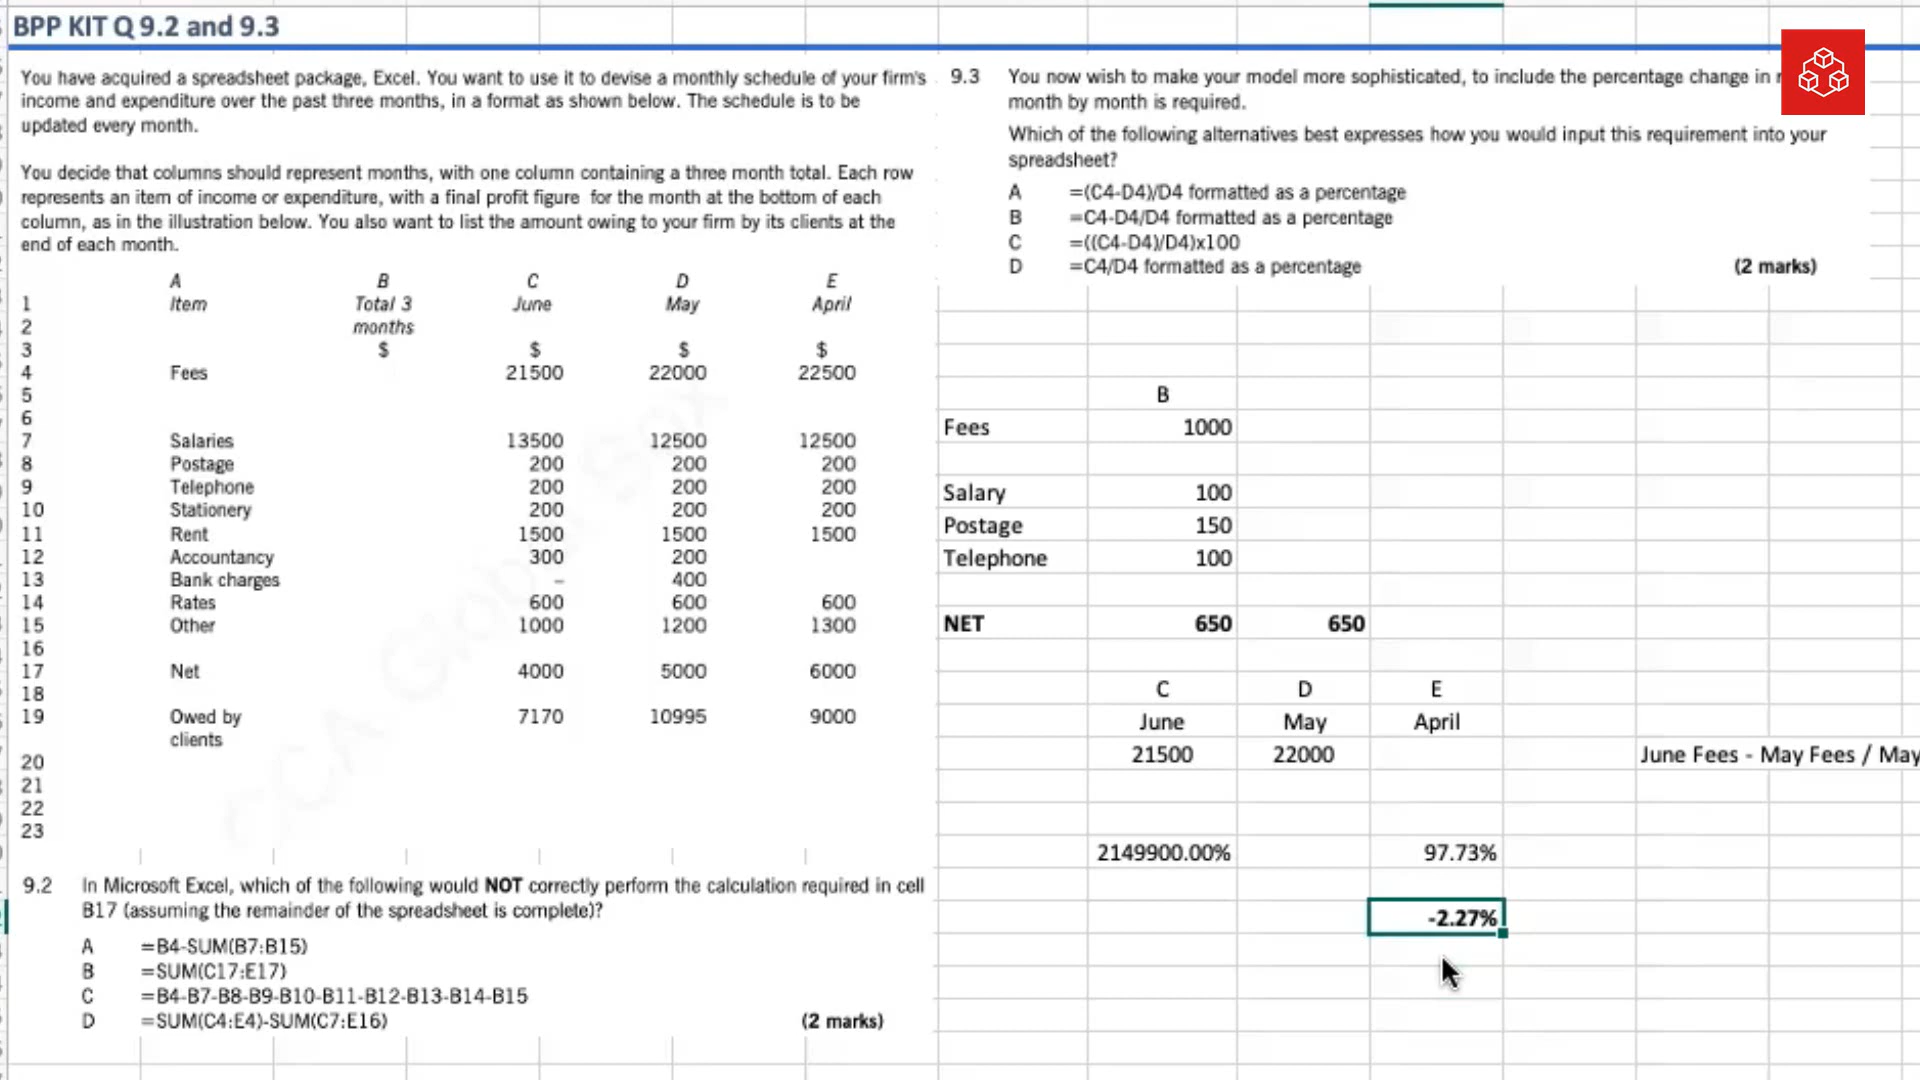 BPP KIT Q 9.2 and 9.3
You have acquired a spreadsheet package, Excel. You want to use it to devise a monthly schedule of your firm's
income and expenditure over the past three months, in a format as shown below. The schedule is to be
updated every month.
You decide that columns should represent months, with one column containing a three month total. Each row
represents an item of income or expenditure, with a final profit figure for the month at the bottom of each
column, as in the illustration below. You also want to list the amount owing to your firm by its clients at the
end of each month.
A B C D E
1 Item Total 3 June May April
2 months
3 $ $ $ $
4 Fees 21500 22000 22500
5
6
7 Salaries 13500 12500 12500
8 Postage 200 200 200
9 Telephone 200 200 200
10 Stationery 200 200 200
11 Rent 1500 1500 1500
12 Accountancy 300 200
13 Bank charges – 400
14 Rates 600 600 600
15 Other 1000 1200 1300
16
17 Net 4000 5000 6000
18
19 Owed by 7170 10995 9000
clients
20
21
22
23
9.2 In Microsoft Excel, which of the following would NOT correctly perform the calculation required in cell
B17 (assuming the remainder of the spreadsheet is complete)?
A =B4-SUM(B7:B15)
B =SUM(C17:E17)
C =B4-B7-B8-B9-B10-B11-B12-B13-B14-B15
D =SUM(C4:E4)-SUM(C7:E16) (2 marks)
9.3 You now wish to make your model more sophisticated, to include the percentage change in
month by month is required.
Which of the following alternatives best expresses how you would input this requirement into your
spreadsheet?
A =(C4-D4)/D4 formatted as a percentage
B =C4-D4/D4 formatted as a percentage
C =((C4-D4)/D4)x100
D =C4/D4 formatted as a percentage (2 marks)
B
Fees 1000
Salary 100
Postage 150
Telephone 100
NET 650 650
C D E
June May April
21500 22000 June Fees - May Fees / May
2149900.00% 97.73%
-2.27%